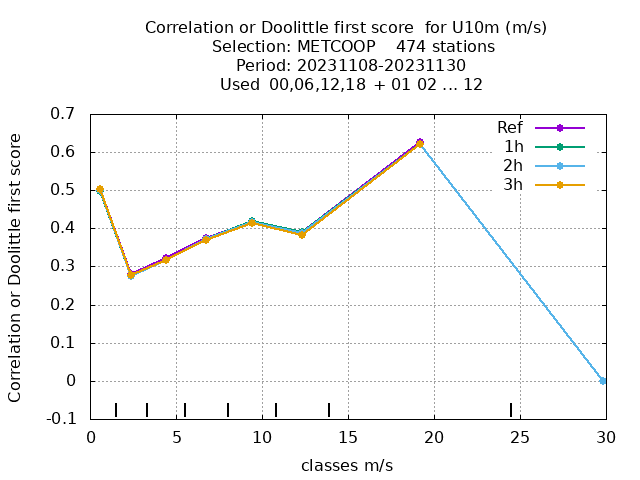 Correlation or Doolittle first score  for U10m (m/s)
Selection: METCOOP    474 stations
Period: 20231108-20231130
Used  00,06,12,18  + 01 02 ... 12
Correlation or Doolittle first score
0.7
0.6
0.5
0.4
0.3
0.2
0.1
0
-0.1
Ref
1h
2h
3h
0 5 10 15 20 25 30
classes m/s